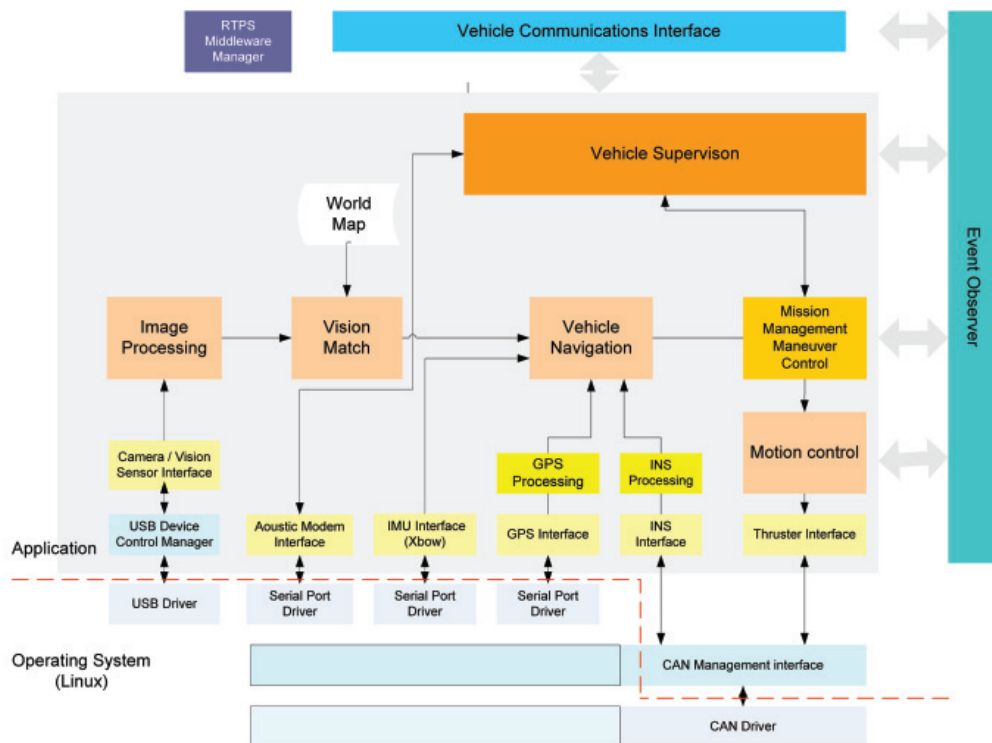 RTPS
Middleware
Manager
Vehicle Communications Interface
Vehicle Supervison
World
Map
Event Observer
Image
Processing
Vision
Match
Vehicle
Navigation
Mission
Management
Maneuver
Control
Camera / Vision
Sensor Interface
GPS
Processing
INS
Processing
Motion control
Application
USB Device
Control Manager
Aoustic Modem
Interface
IMU Interface
(Xbow)
GPS Interface
INS
Interface
Thruster Interface
USB Driver
Serial Port
Driver
Serial Port
Driver
Serial Port
Driver
Operating System
(Linux)
CAN Management interface
CAN Driver